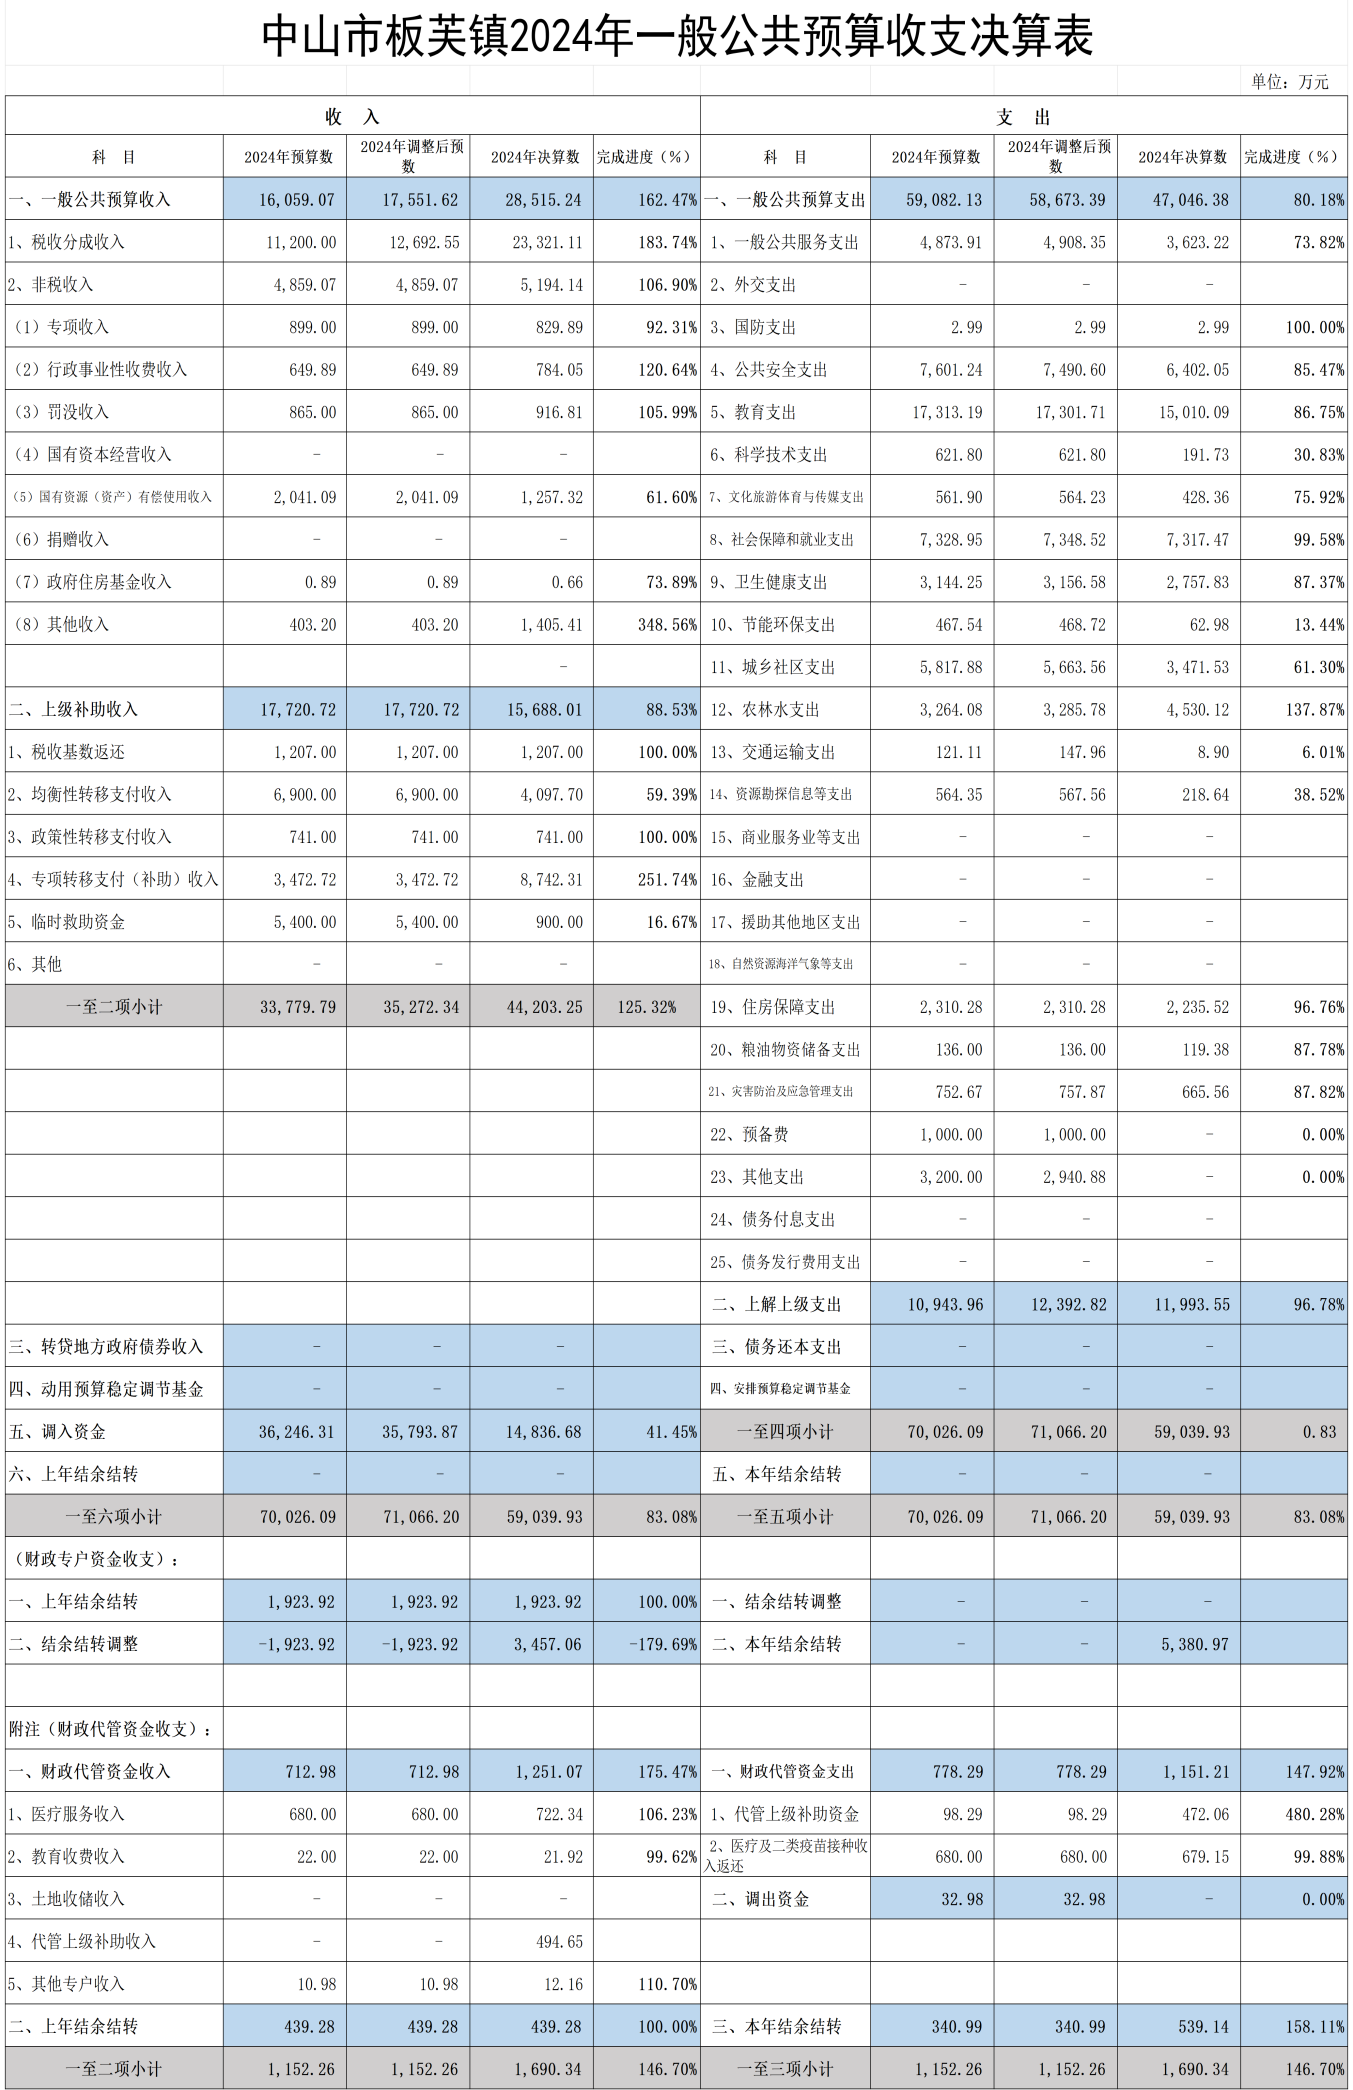 中山市板芙镇2024年一般公共预算收支决算表
单位：万元
收 入 支 出
科 目 2024年预算数 2024年调整后预数 2024年决算数 完成进度（%） 科 目 2024年预算数 2024年调整后预数 2024年决算数 完成进度（%）
一、一般公共预算收入 16,059.07 17,551.62 28,515.24 162.47% 一、一般公共预算支出 59,082.13 58,673.39 47,046.38 80.18%
1、税收分成收入 11,200.00 12,692.55 23,321.11 183.74% 1、一般公共服务支出 4,873.91 4,908.35 3,623.22 73.82%
2、非税收入 4,859.07 4,859.07 5,194.14 106.90% 2、外交支出 - - -
（1）专项收入 899.00 899.00 829.89 92.31% 3、国防支出 2.99 2.99 2.99 100.00%
（2）行政事业性收费收入 649.89 649.89 784.05 120.64% 4、公共安全支出 7,601.24 7,490.60 6,402.05 85.47%
（3）罚没收入 865.00 865.00 916.81 105.99% 5、教育支出 17,313.19 17,301.71 15,010.09 86.75%
（4）国有资本经营收入 - - - 6、科学技术支出 621.80 621.80 191.73 30.83%
（5）国有资源（资产）有偿使用收入 2,041.09 2,041.09 1,257.32 61.60% 7、文化旅游体育与传媒支出 561.90 564.23 428.36 75.92%
（6）捐赠收入 - - - 8、社会保障和就业支出 7,328.95 7,348.52 7,317.47 99.58%
（7）政府住房基金收入 0.89 0.89 0.66 73.89% 9、卫生健康支出 3,144.25 3,156.58 2,757.83 87.37%
（8）其他收入 403.20 403.20 1,405.41 348.56% 10、节能环保支出 467.54 468.72 62.98 13.44%
- 11、城乡社区支出 5,817.88 5,663.56 3,471.53 61.30%
二、上级补助收入 17,720.72 17,720.72 15,688.01 88.53% 12、农林水支出 3,264.08 3,285.78 4,530.12 137.87%
1、税收基数返还 1,207.00 1,207.00 1,207.00 100.00% 13、交通运输支出 121.11 147.96 8.90 6.01%
2、均衡性转移支付收入 6,900.00 6,900.00 4,097.70 59.39% 14、资源勘探信息等支出 564.35 567.56 218.64 38.52%
3、政策性转移支付收入 741.00 741.00 741.00 100.00% 15、商业服务业等支出 - - -
4、专项转移支付（补助）收入 3,472.72 3,472.72 8,742.31 251.74% 16、金融支出 - - -
5、临时救助资金 5,400.00 5,400.00 900.00 16.67% 17、援助其他地区支出 - - -
6、其他 - - - 18、自然资源海洋气象等支出 - - -
一至二项小计 33,779.79 35,272.34 44,203.25 125.32% 19、住房保障支出 2,310.28 2,310.28 2,235.52 96.76%
20、粮油物资储备支出 136.00 136.00 119.38 87.78%
21、灾害防治及应急管理支出 752.67 757.87 665.56 87.82%
22、预备费 1,000.00 1,000.00 - 0.00%
23、其他支出 3,200.00 2,940.88 - 0.00%
24、债务付息支出 - - -
25、债务发行费用支出 - - -
二、上解上级支出 10,943.96 12,392.82 11,993.55 96.78%
三、转贷地方政府债券收入 - - - 三、债务还本支出 - - -
四、动用预算稳定调节基金 - - - 四、安排预算稳定调节基金 - - -
五、调入资金 36,246.31 35,793.87 14,836.68 41.45% 一至四项小计 70,026.09 71,066.20 59,039.93 0.83
六、上年结余结转 - - - 五、本年结余结转 - - -
一至六项小计 70,026.09 71,066.20 59,039.93 83.08% 一至五项小计 70,026.09 71,066.20 59,039.93 83.08%
（财政专户资金收支）：
一、上年结余结转 1,923.92 1,923.92 1,923.92 100.00% 一、结余结转调整 - - -
二、结余结转调整 -1,923.92 -1,923.92 3,457.06 -179.69% 二、本年结余结转 - - 5,380.97
附注（财政代管资金收支）：
一、财政代管资金收入 712.98 712.98 1,251.07 175.47% 一、财政代管资金支出 778.29 778.29 1,151.21 147.92%
1、医疗服务收入 680.00 680.00 722.34 106.23% 1、代管上级补助资金 98.29 98.29 472.06 480.28%
2、教育收费收入 22.00 22.00 21.92 99.62% 2、医疗及二类疫苗接种收入返还 680.00 680.00 679.15 99.88%
3、土地收储收入 - - - 二、调出资金 32.98 32.98 - 0.00%
4、代管上级补助收入 - - 494.65
5、其他专户收入 10.98 10.98 12.16 110.70%
二、上年结余结转 439.28 439.28 439.28 100.00% 三、本年结余结转 340.99 340.99 539.14 158.11%
一至二项小计 1,152.26 1,152.26 1,690.34 146.70% 一至三项小计 1,152.26 1,152.26 1,690.34 146.70%